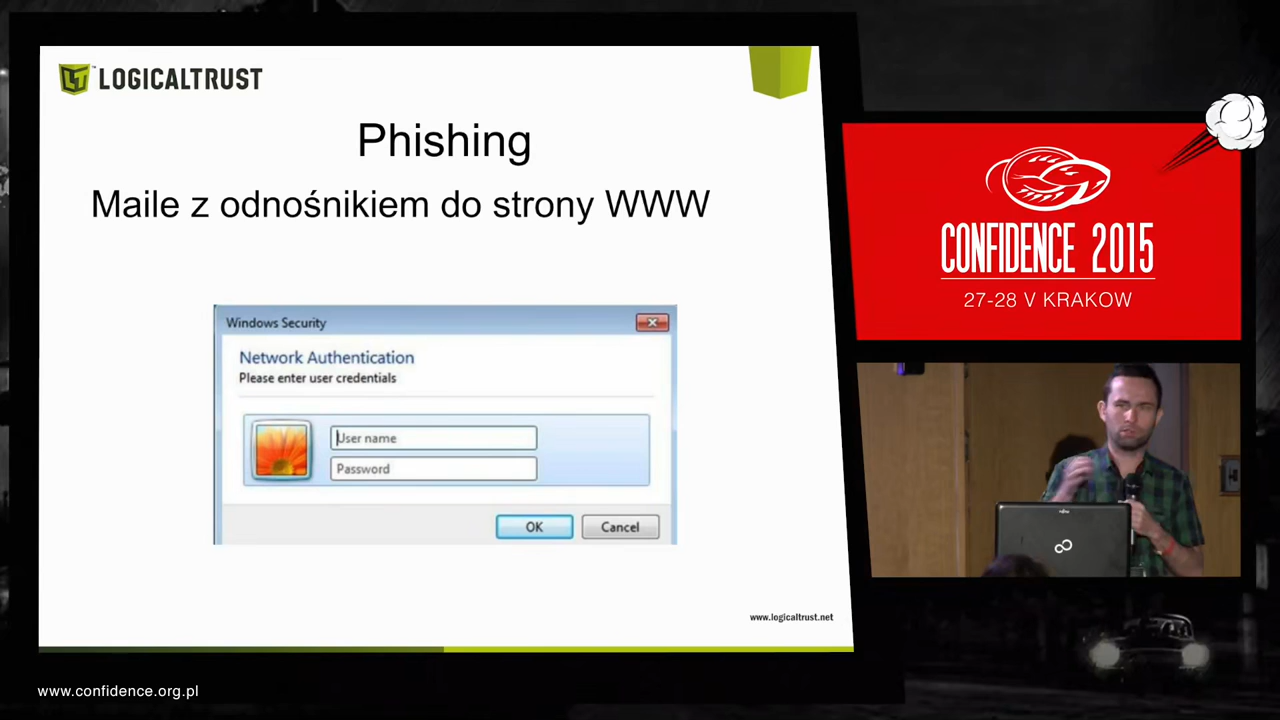 LT™ LOGICALTRUST
Phishing
Maile z odnośnikiem do strony WWW
Windows Security
Network Authentication
Please enter user credentials
User name
Password
OK
Cancel
www.logicaltrust.net
CONFIDENCE 2015
27-28 V KRAKOW
www.confidence.org.pl